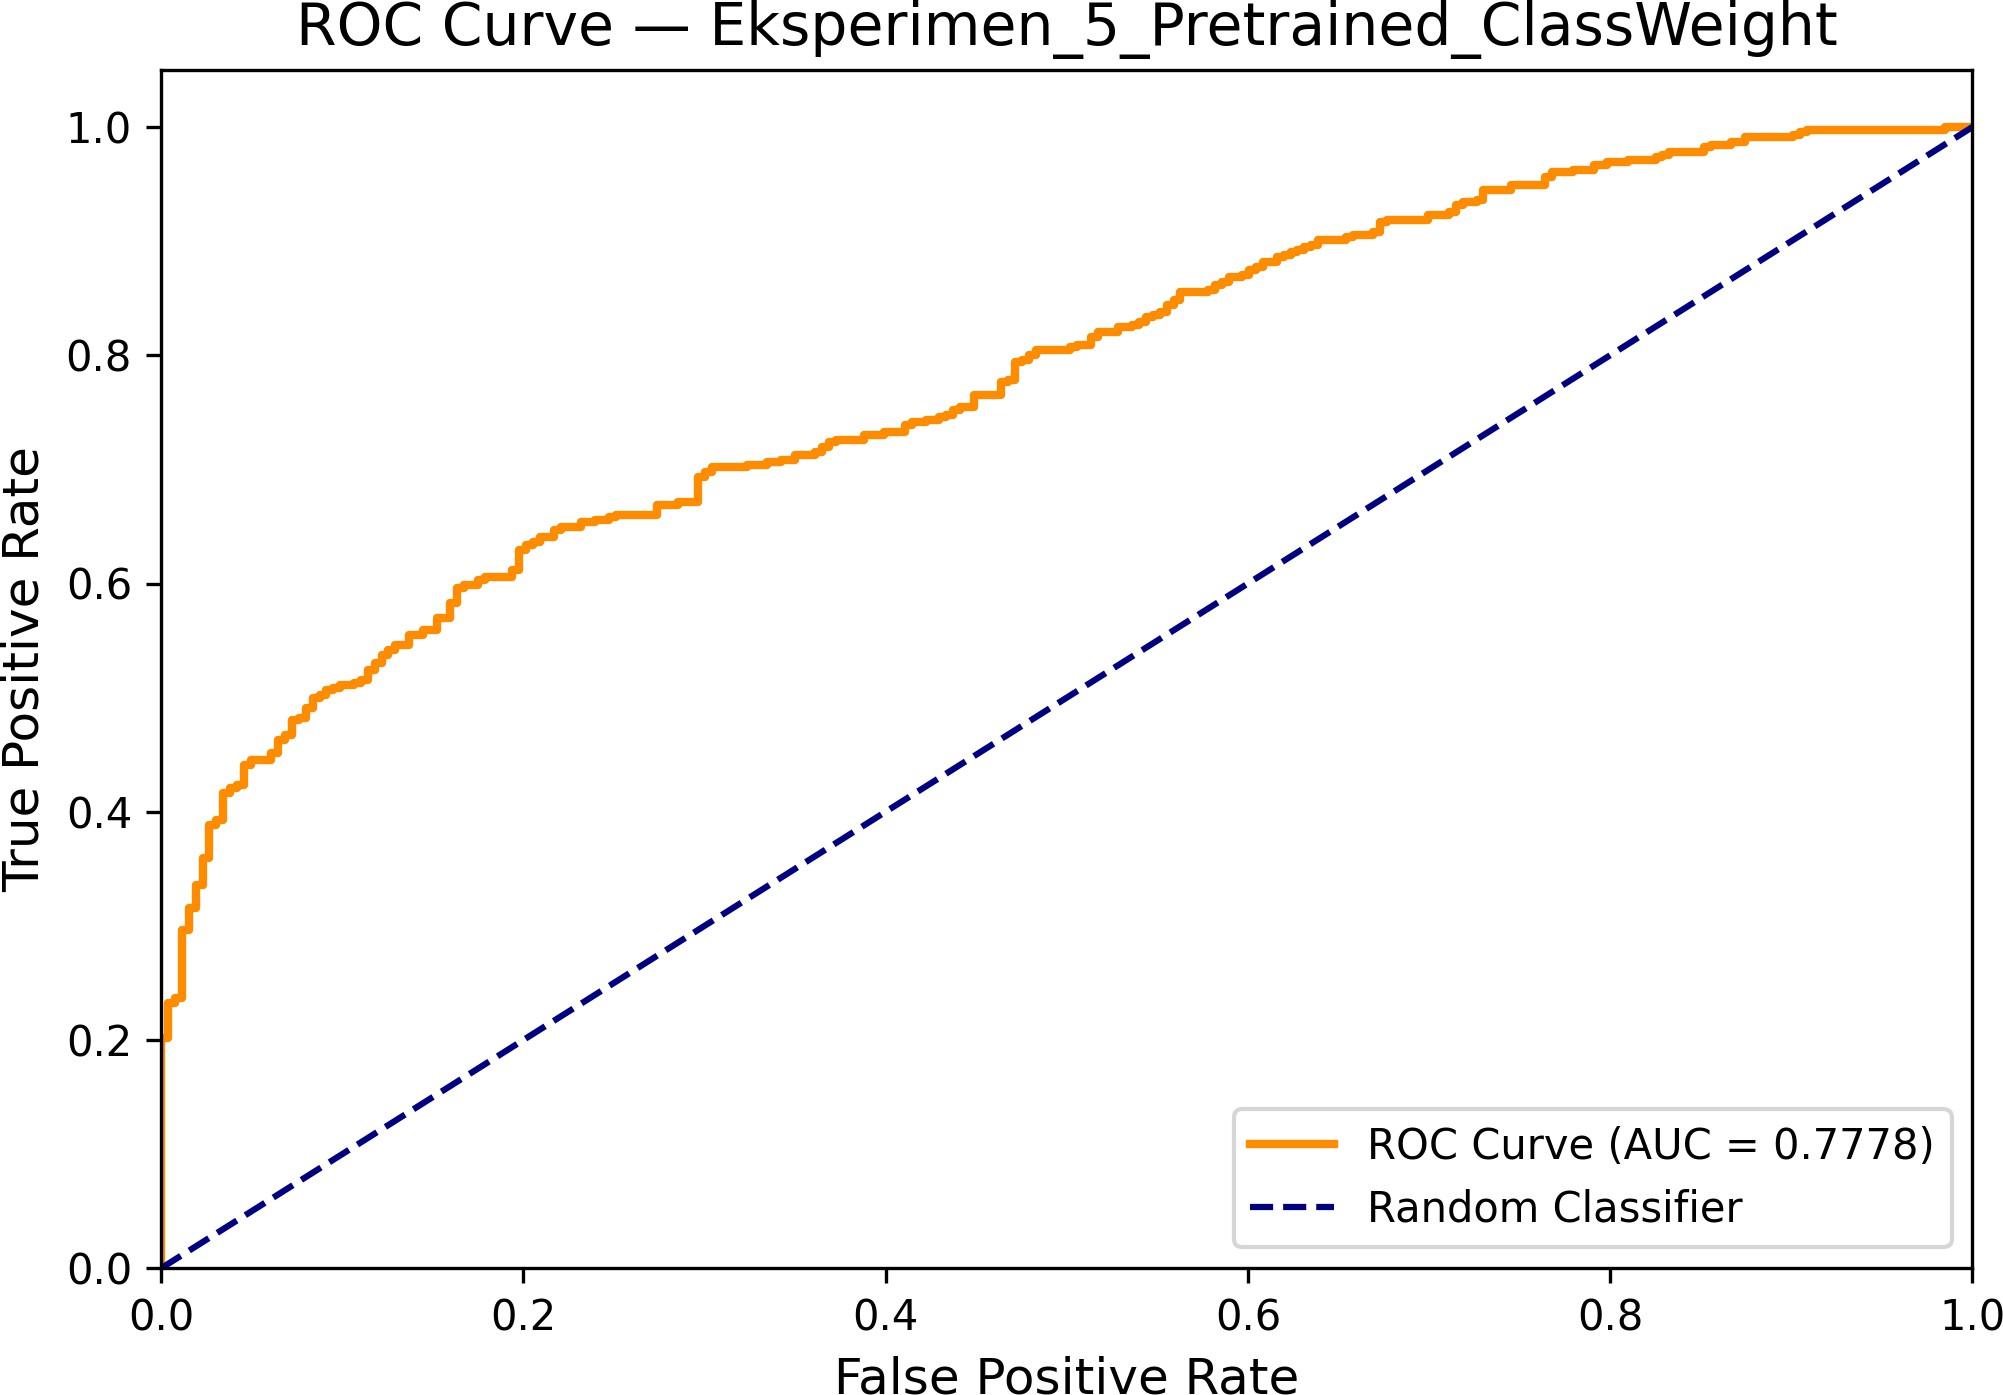 ROC Curve — Eksperimen_5_Pretrained_ClassWeight
True Positive Rate
1.0
0.8
0.6
0.4
0.2
0.0
0.0 0.2 0.4 0.6 0.8 1.0
False Positive Rate
ROC Curve (AUC = 0.7778)
Random Classifier